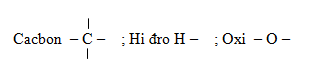 Cacbon – C – ; Hi đro H – ; Oxi – O –